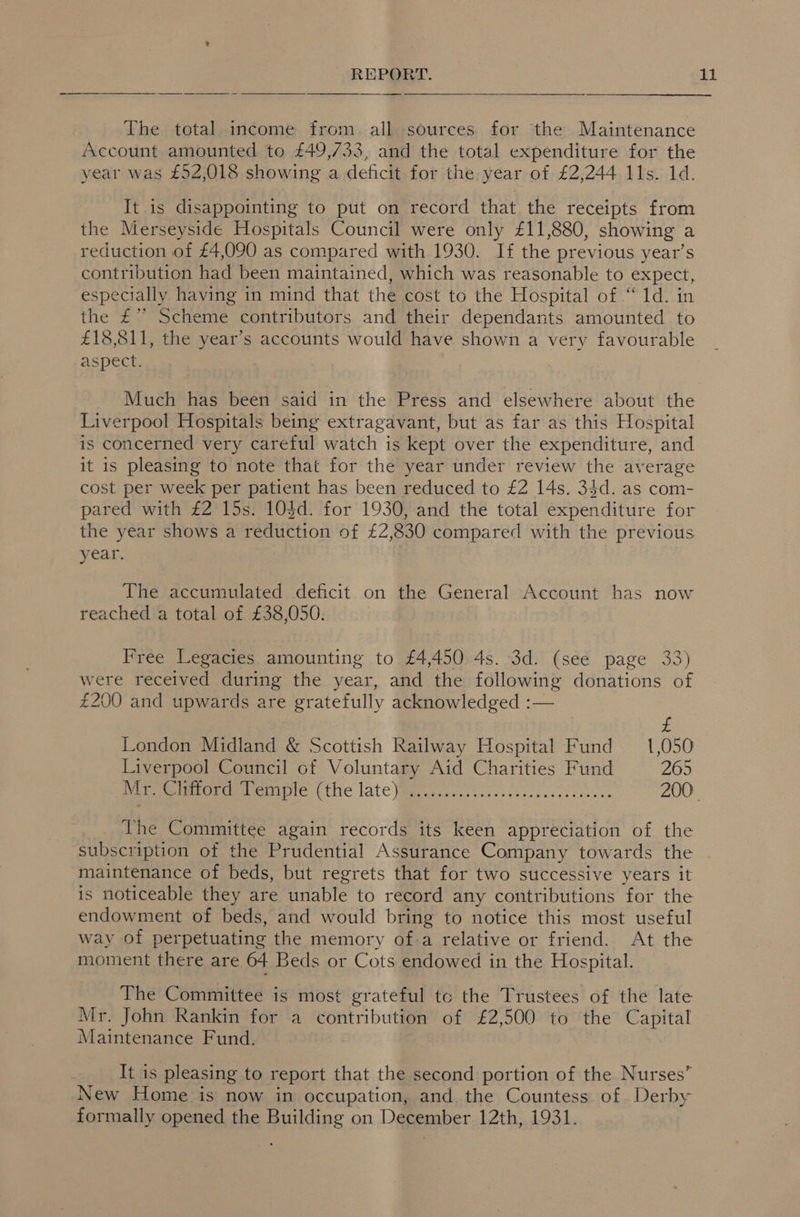 REPORT. 11
The total income from all sources for the Maintenance
Account amounted to £49,733, and the total expenditure for the
year was £52,018 showing a deficit for the year of £2,244 11s. 1d.
It is disappointing to put on record that the receipts from
the Merseyside Hospitals Council were only £11,880, showing a
reduction of £4,090 as compared with 1930. If the previous year's
contribution had been maintained, which was reasonable to expect,
especially having in mind that the cost to the Hospital of “ 1d. in
the £ ” Scheme contributors and their dependants amounted to
£18,811, the year's accounts would have shown a very favourable
aspect.
Much has been said in the Press and elsewhere about the
Liverpool Hospitals being extragavant, but as far as this Hospital
is concerned very careful watch is kept over the expenditure, and
it is pleasing to note that for the year under review the average
cost per week per patient has been reduced to £2 14s. 3½d. as com-
pared with £2 15s. 10½d. for 1930, and the total expenditure for
the year shows a reduction of £2,830 compared with the previous
year.
The accumulated deficit on the General Account has now
reached a total of £38,050.
Free Legacies amounting to £4,450 4s. 3d. (see page 33)
were received during the year, and the following donations of
£200 and upwards are gratefully acknowledged :—
£
London Midland & Scottish Railway Hospital Fund 1,050
Liverpool Council of Voluntary Aid Charities Fund 265
Mr. Clifford Temple (the late) ................................ 200
The Committee again records its keen appreciation of the
subscription of the Prudential Assurance Company towards the
maintenance of beds, but regrets that for two successive years it
is noticeable they are unable to record any contributions for the
endowment of beds, and would bring to notice this most useful
way of perpetuating the memory of a relative or friend. At the
moment there are 64 Beds or Cots endowed in the Hospital.
The Committee is most grateful to the Trustees of the late
Mr. John Rankin for a contribution of £2,500 to the Capital
Maintenance Fund.
It is pleasing to report that the second portion of the Nurses'
New Home is now in occupation, and the Countess of Derby
formally opened the Building on December 12th, 1931.